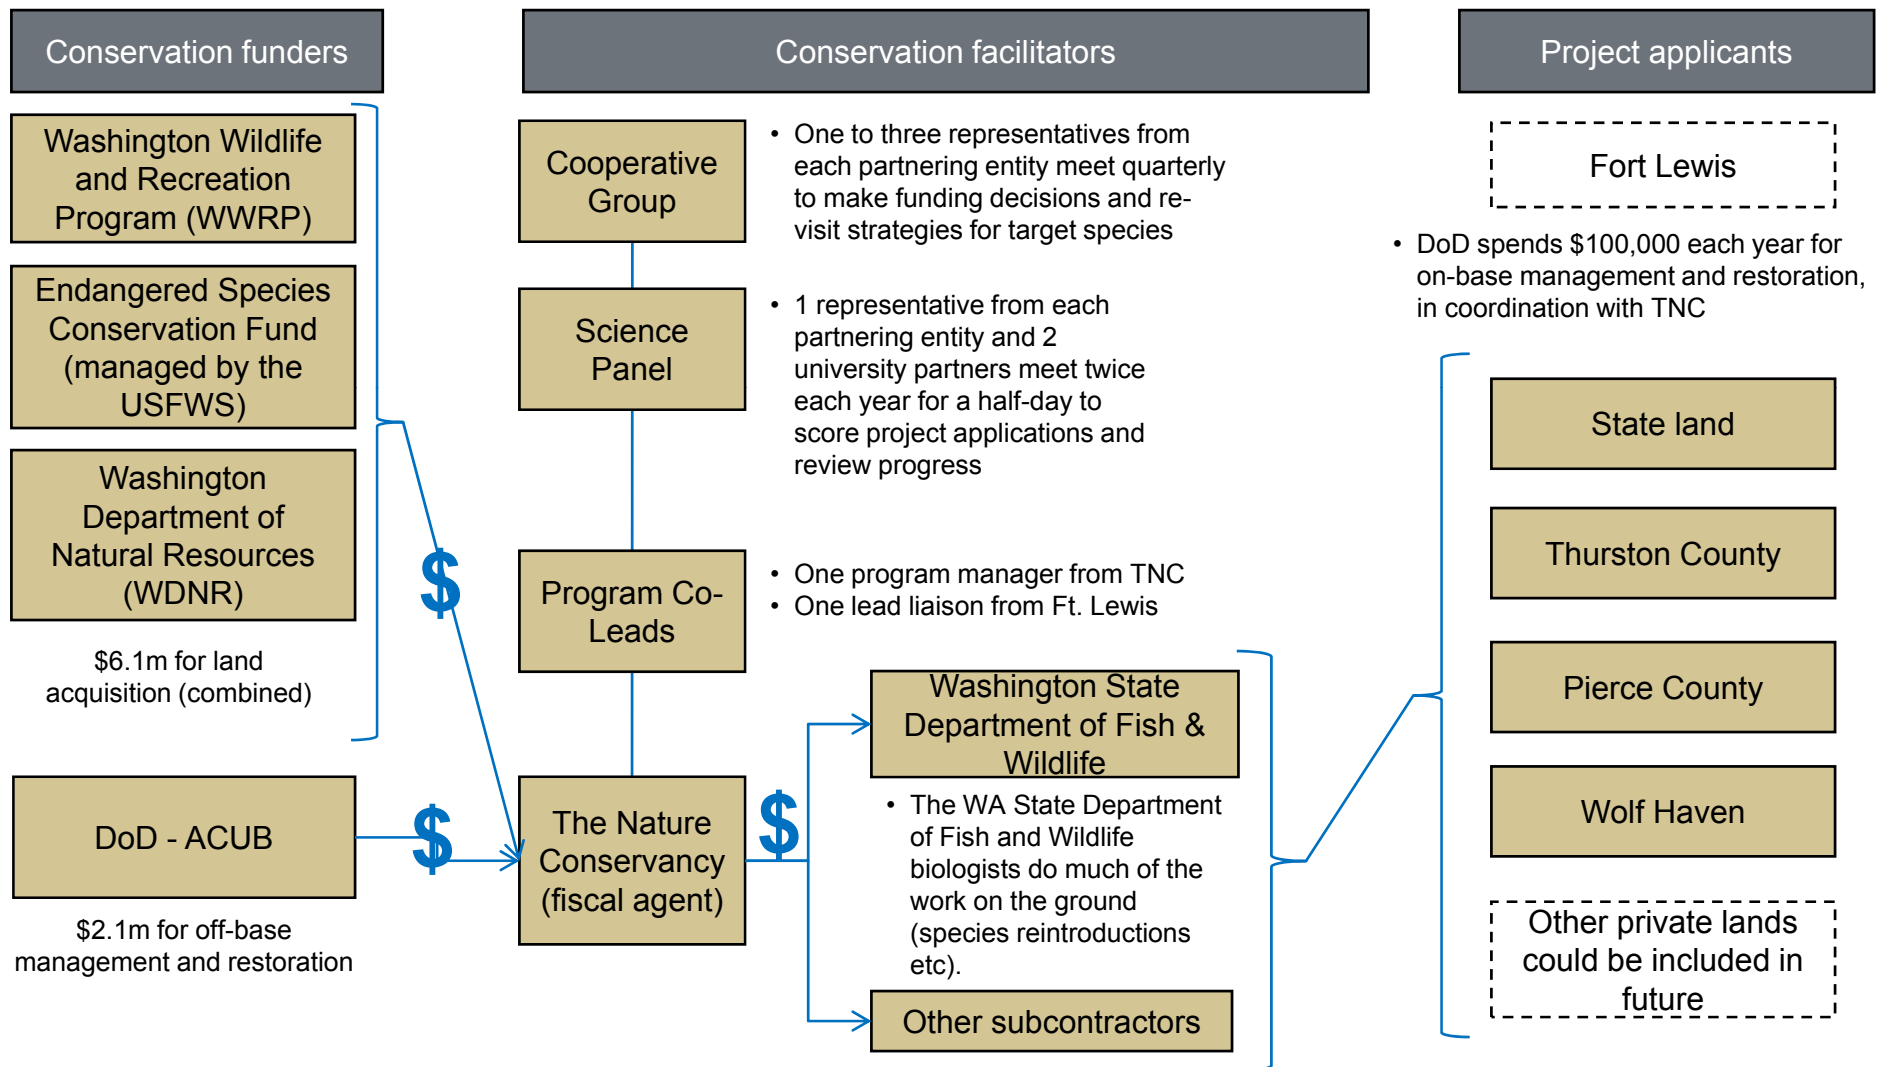 Conservation funders
Conservation facilitators
Project applicants
Washington Wildlife
and Recreation
Program (WWRP)
Endangered Species
Conservation Fund
(managed by the
USFWS)
Washington
Department of
Natural Resources
(WDNR)
$6.1m for land
acquisition (combined)
DoD - ACUB
$2.1m for off-base
management and restoration
$
$
Cooperative
Group
• One to three representatives from
each partnering entity meet quarterly
to make funding decisions and re-
visit strategies for target species
Science
Panel
• 1 representative from each
partnering entity and 2
university partners meet twice
each year for a half-day to
score project applications and
review progress
Program Co-
Leads
• One program manager from TNC
• One lead liaison from Ft. Lewis
The Nature
Conservancy
(fiscal agent)
$
Washington State
Department of Fish &
Wildlife
• The WA State Department
of Fish and Wildlife
biologists do much of the
work on the ground
(species reintroductions
etc).
Other subcontractors
Fort Lewis
• DoD spends $100,000 each year for
on-base management and restoration,
in coordination with TNC
State land
Thurston County
Pierce County
Wolf Haven
Other private lands
could be included in
future